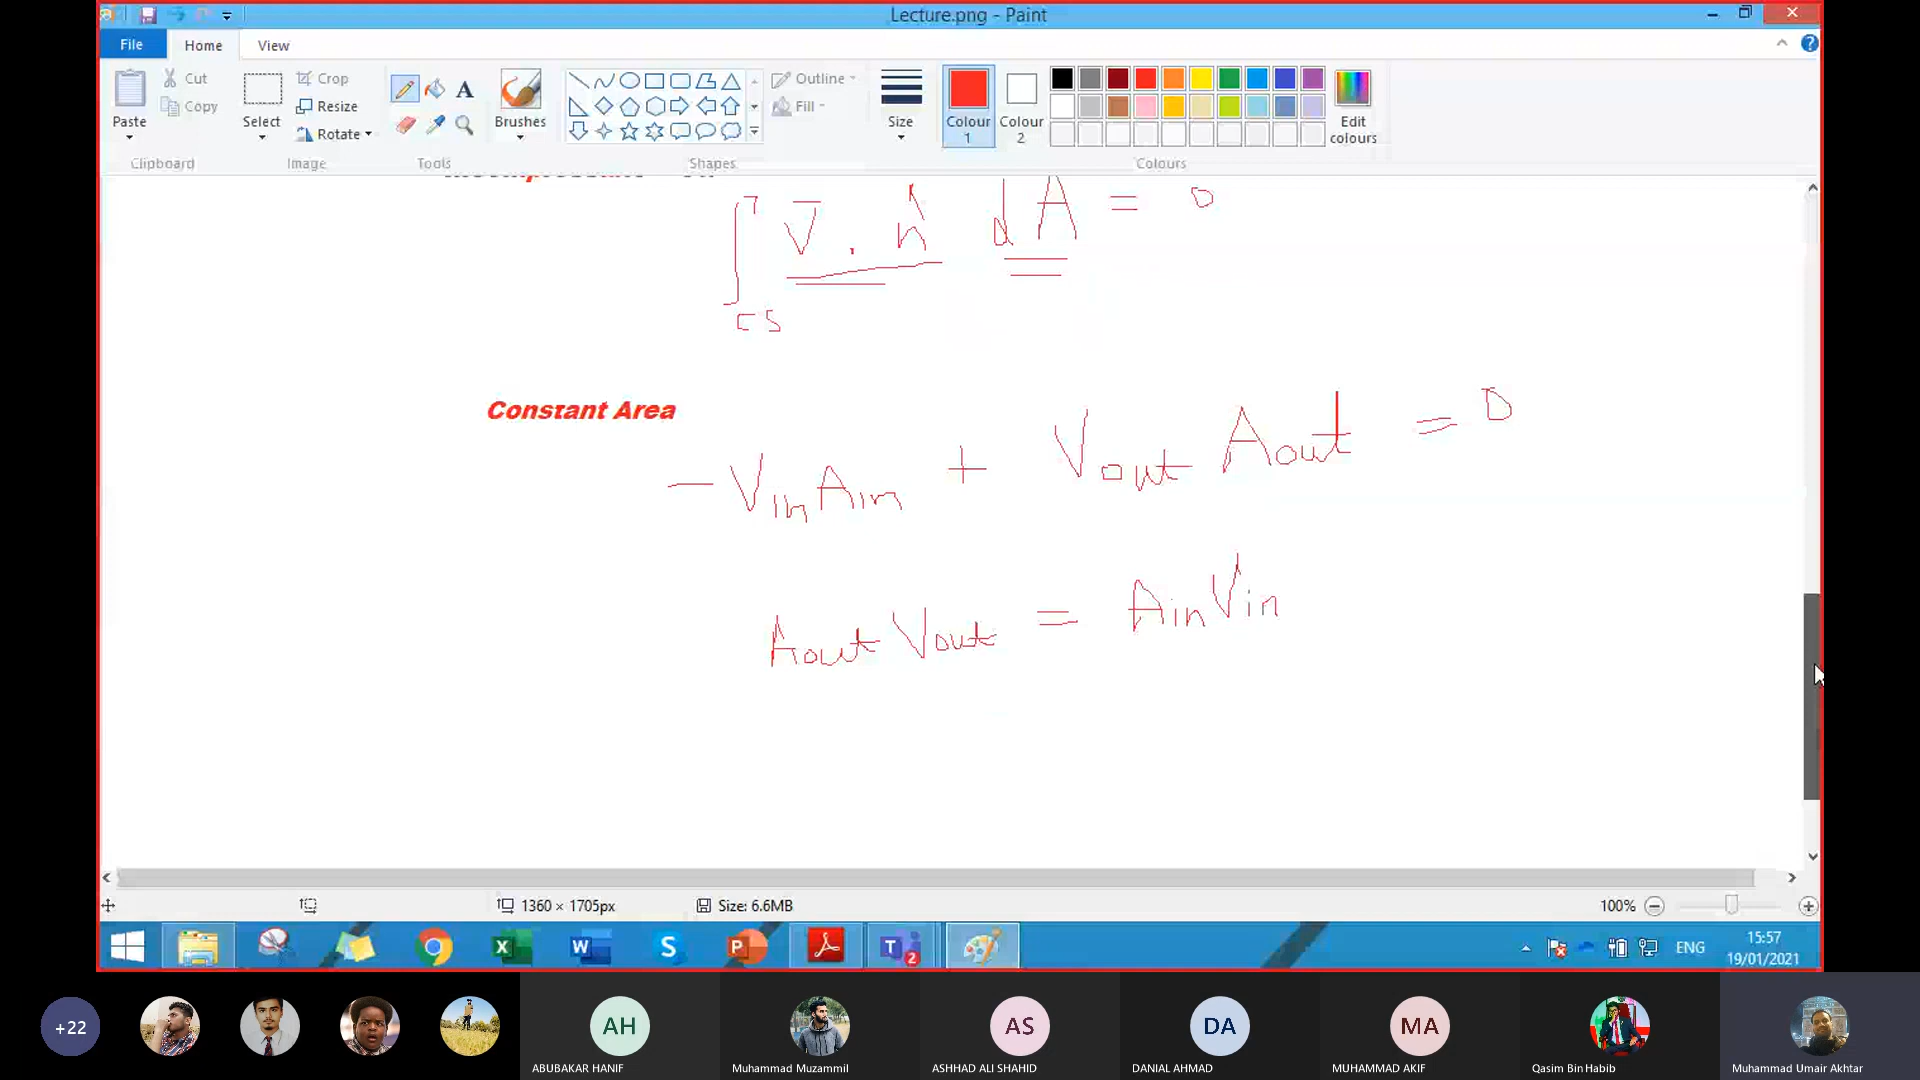 Lecture.png - Paint
File Home View
Cut
Copy
Paste
Clipboard
Crop
Resize
Rotate
Select
Image
Tools
Brushes
Outline
Fill
Shapes
Size
Colour 1
Colour 2
Edit colours
Colours
∫ V̄ . n̂ dA = 0
CS
Constant Area
- Vin Ain + Vout Aout = 0
Aout Vout = Ain Vin
1360 × 1705px
Size: 6.6MB
100%
2
ENG
15:57
19/01/2021
+22
AH
AS
DA
MA
ABUBAKAR HANIF
Muhammad Muzammil
ASHHAD ALI SHAHID
DANIAL AHMAD
MUHAMMAD AKIF
Qasim Bin Habib
Muhammad Umair Akhtar